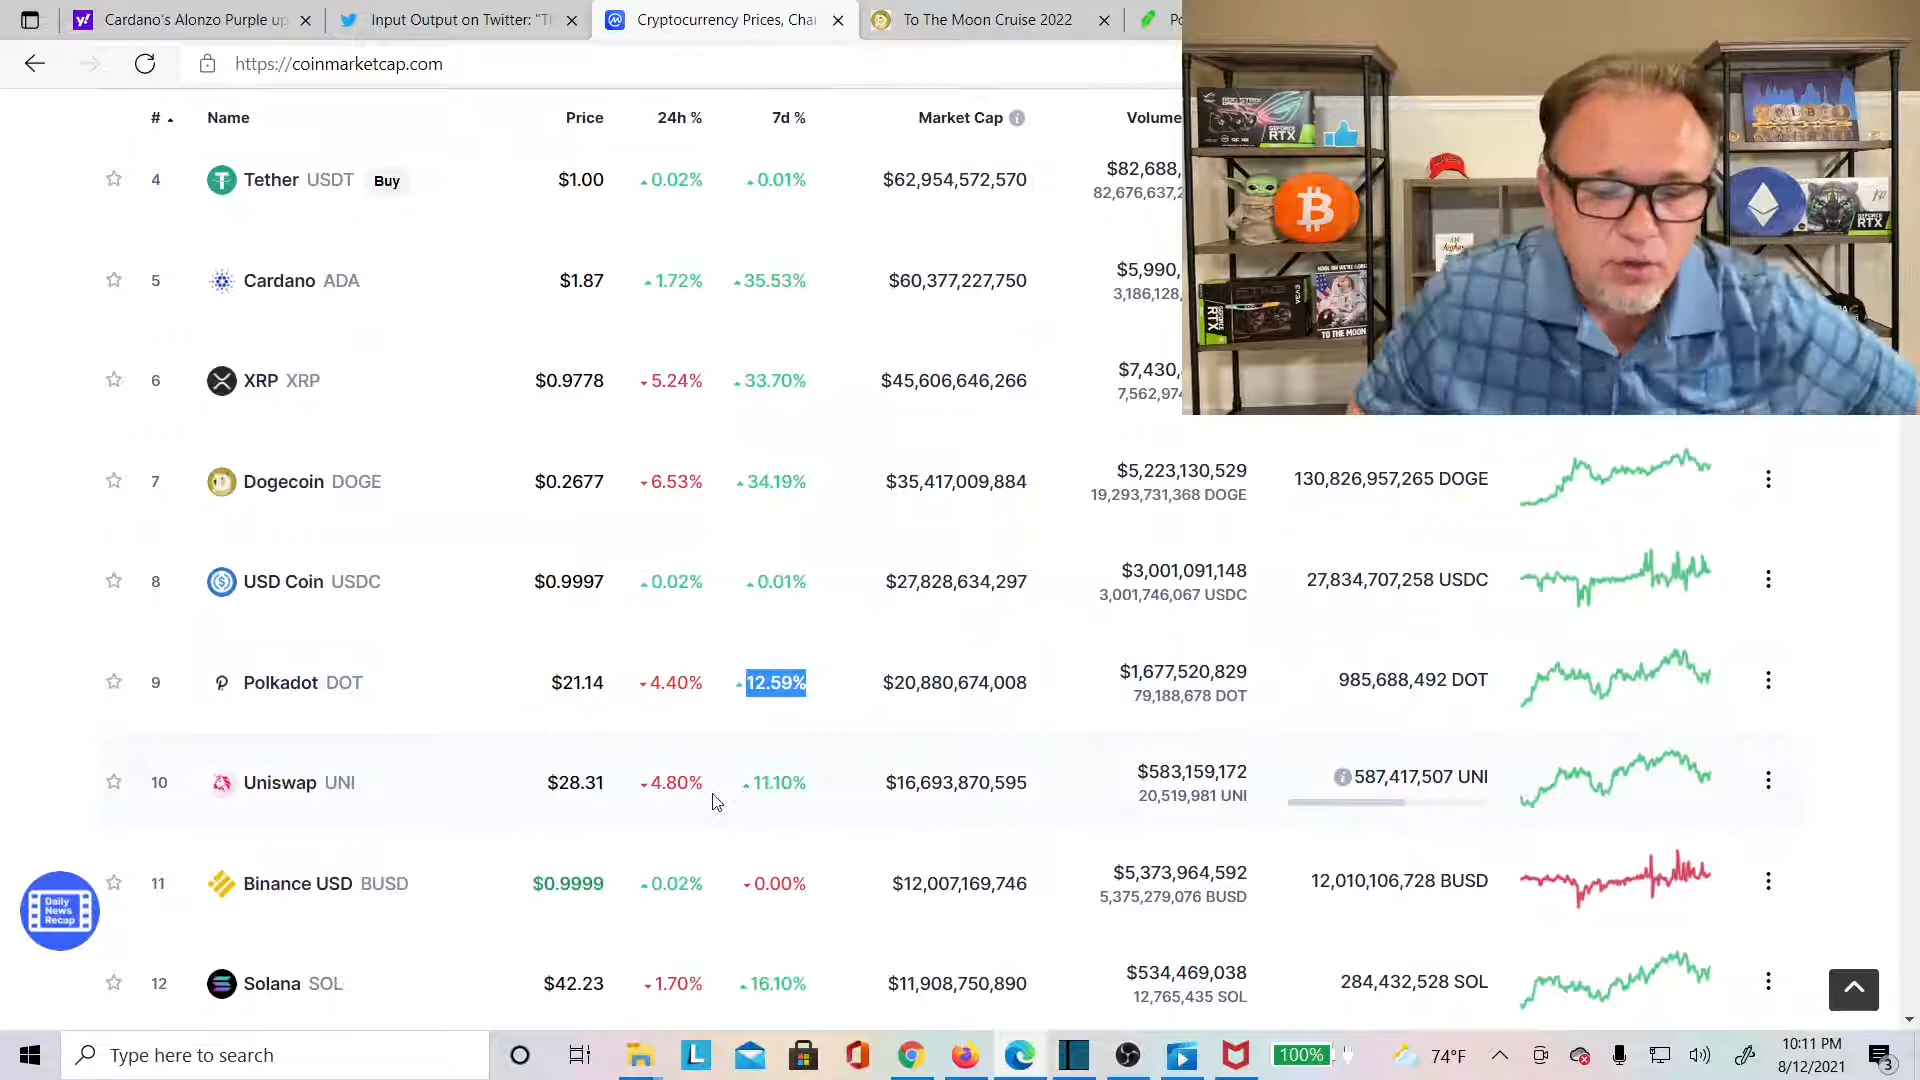 Cardano's Alonzo Purple up
Input Output on Twitter: "T
Cryptocurrency Prices, Cha
To The Moon Cruise 2022
https://coinmarketcap.com
# Name Price 24h % 7d % Market Cap Volume
4 Tether USDT Buy $1.00 0.02% 0.01% $62,954,572,570 $82,688,
82,676,637,2
5 Cardano ADA $1.87 1.72% 35.53% $60,377,227,750 $5,990,
3,186,128,
6 XRP XRP $0.9778 5.24% 33.70% $45,606,646,266 $7,430,
7,562,974
7 Dogecoin DOGE $0.2677 6.53% 34.19% $35,417,009,884 $5,223,130,529 130,826,957,265 DOGE
19,293,731,368 DOGE
8 USD Coin USDC $0.9997 0.02% 0.01% $27,828,634,297 $3,001,091,148 27,834,707,258 USDC
3,001,746,067 USDC
9 Polkadot DOT $21.14 4.40% 12.59% $20,880,674,008 $1,677,520,829 985,688,492 DOT
79,188,678 DOT
10 Uniswap UNI $28.31 4.80% 11.10% $16,693,870,595 $583,159,172 587,417,507 UNI
20,519,981 UNI
11 Binance USD BUSD $0.9999 0.02% 0.00% $12,007,169,746 $5,373,964,592 12,010,106,728 BUSD
5,375,279,076 BUSD
12 Solana SOL $42.23 1.70% 16.10% $11,908,750,890 $534,469,038 284,432,528 SOL
12,765,435 SOL
Daily
News
Recap
GEFORCE
RTX
RTX
RTX
EVGA
TO THE MOON
Type here to search
100%
74°F
10:11 PM
8/12/2021
3